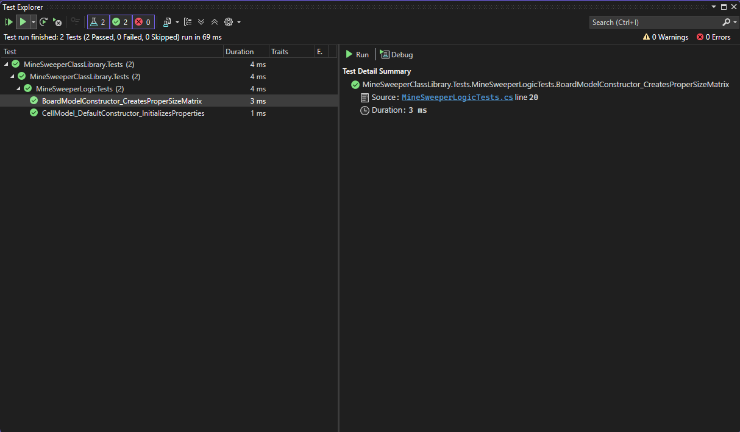 Test Explorer
2 2 0
Search (Ctrl+I)
Test run finished: 2 Tests (2 Passed, 0 Failed, 0 Skipped) run in 69 ms
0 Warnings 0 Errors
Test Duration Traits E.
MineSweeperClassLibrary.Tests (2) 4 ms
MineSweeperClassLibrary.Tests (2) 4 ms
MineSweeperLogicTests (2) 4 ms
BoardModelConstructor_CreatesProperSizeMatrix 3 ms
CellModel_DefaultConstructor_InitializesProperties 1 ms
Run Debug
Test Detail Summary
MineSweeperClassLibrary.Tests.MineSweeperLogicTests.BoardModelConstructor_CreatesProperSizeMatrix
Source: MineSweeperLogicTests.cs line 20
Duration: 3 ms